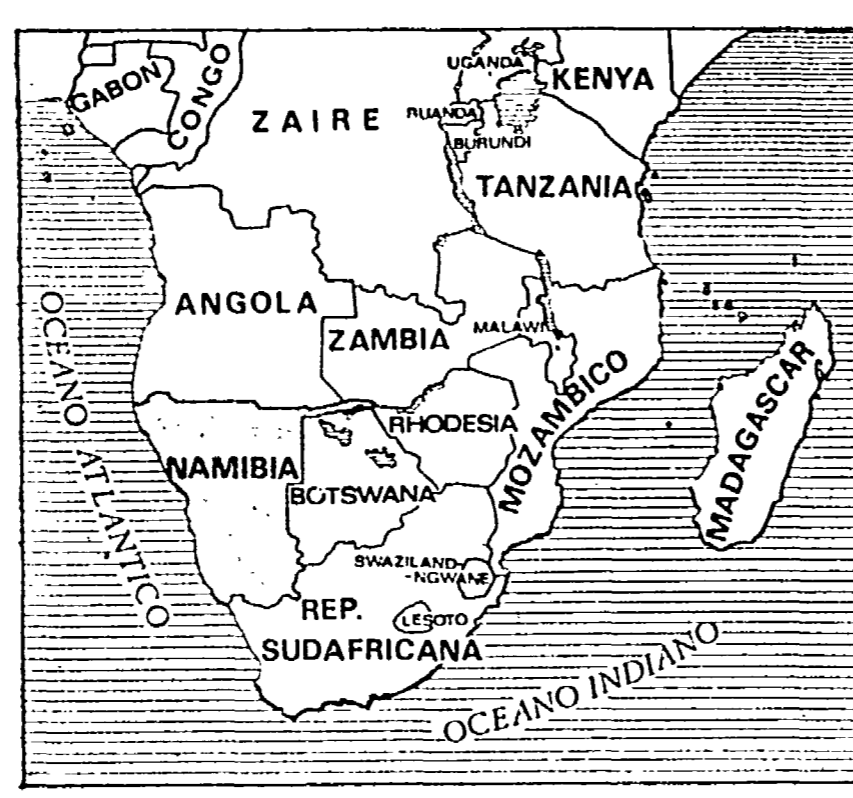 UGANDA
KENYA
GABON
CONGO
ZAIRE
RUANDA
BURUNDI
TANZANIA
ANGOLA
ZAMBIA
MALAWI
MOZAMBICO
MADAGASCAR
RHODESIA
NAMIBIA
BOTSWANA
SWAZILAND-
-NGWANE
LESOTO
REP.
SUDAFRICANA
OCEANO ATLANTICO
OCEANO INDIANO